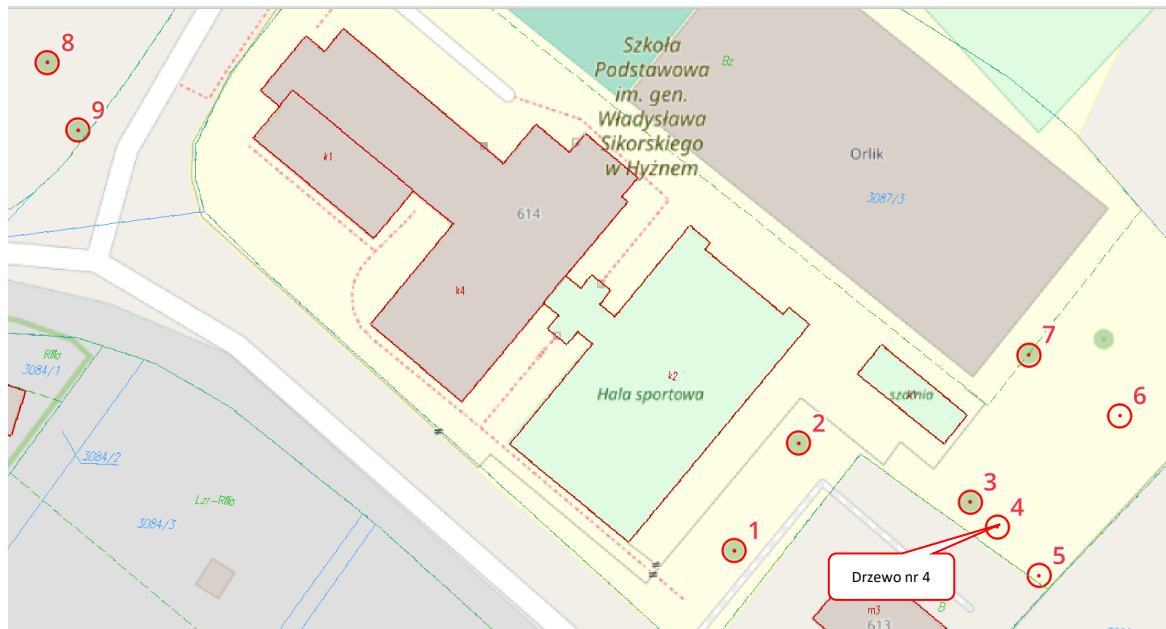 8
9
Szkoła
Podstawowa
im. gen.
Władysława
Sikorskiego
w Hyżnem
Bz
Orlik
3087/3
k1
614
k4
k2
Hala sportowa
szatnia
7
6
2
3
4
1
5
Drzewo nr 4
B
m3
613
RIIIa
3084/1
3084/2
Lzr-RIIIa
3084/3